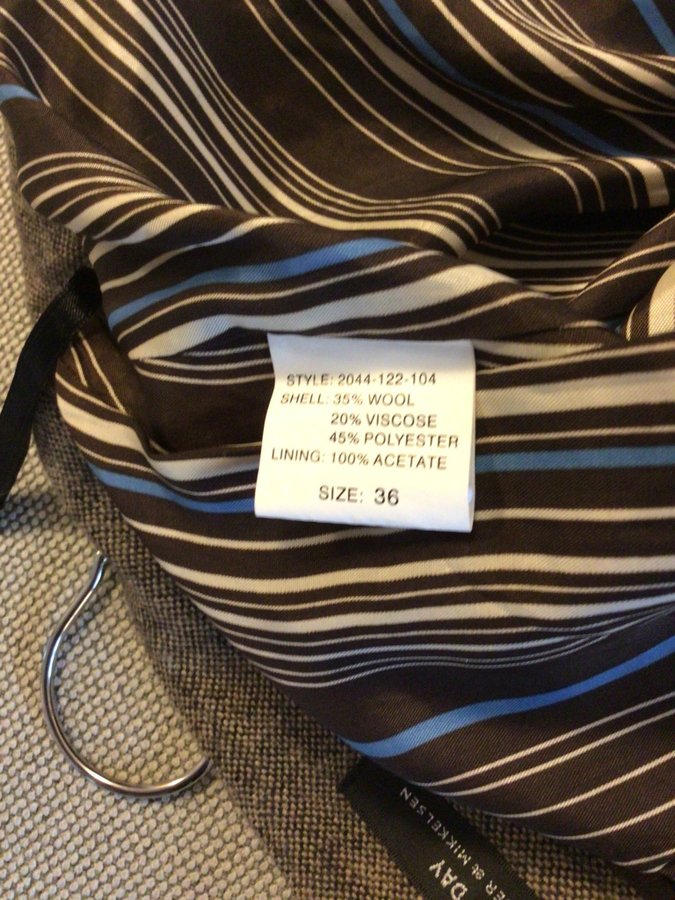 STYLE: 2044-122-104
SHELL: 35% WOOL
20% VISCOSE
45% POLYESTER
LINING: 100% ACETATE
SIZE: 36
DAY
ER et MIKKELSEN